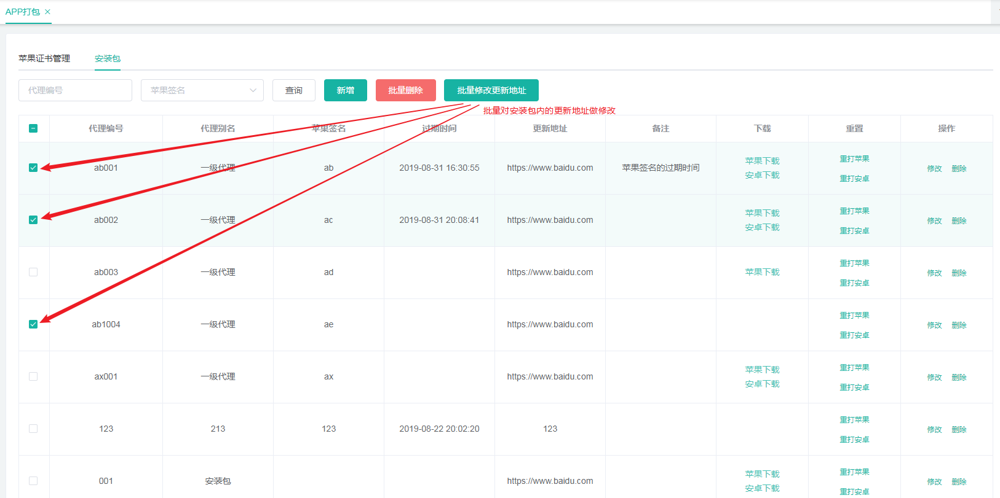 APP打包 ×
苹果证书管理 安装包
代理编号 苹果签名 查询 新增 批量删除 批量修改更新地址
批量对安装包内的更新地址做修改
代理编号 代理别名 苹果签名 过期时间 更新地址 备注 下载 重置 操作
ab001 一级代理 ab 2019-08-31 16:30:55 https://www.baidu.com 苹果签名的过期时间 苹果下载 安卓下载 重打苹果 重打安卓 修改 删除
ab002 一级代理 ac 2019-08-31 20:08:41 https://www.baidu.com 苹果下载 安卓下载 重打苹果 重打安卓 修改 删除
ab003 一级代理 ad https://www.baidu.com 苹果下载 重打苹果 重打安卓 修改 删除
ab1004 一级代理 ae https://www.baidu.com 重打苹果 重打安卓 修改 删除
ax001 一级代理 ax https://www.baidu.com 苹果下载 安卓下载 重打苹果 重打安卓 修改 删除
123 213 123 2019-08-22 20:02:20 123 重打苹果 重打安卓 修改 删除
001 安装包 https://www.baidu.com 苹果下载 安卓下载 重打苹果 重打安卓 修改 删除